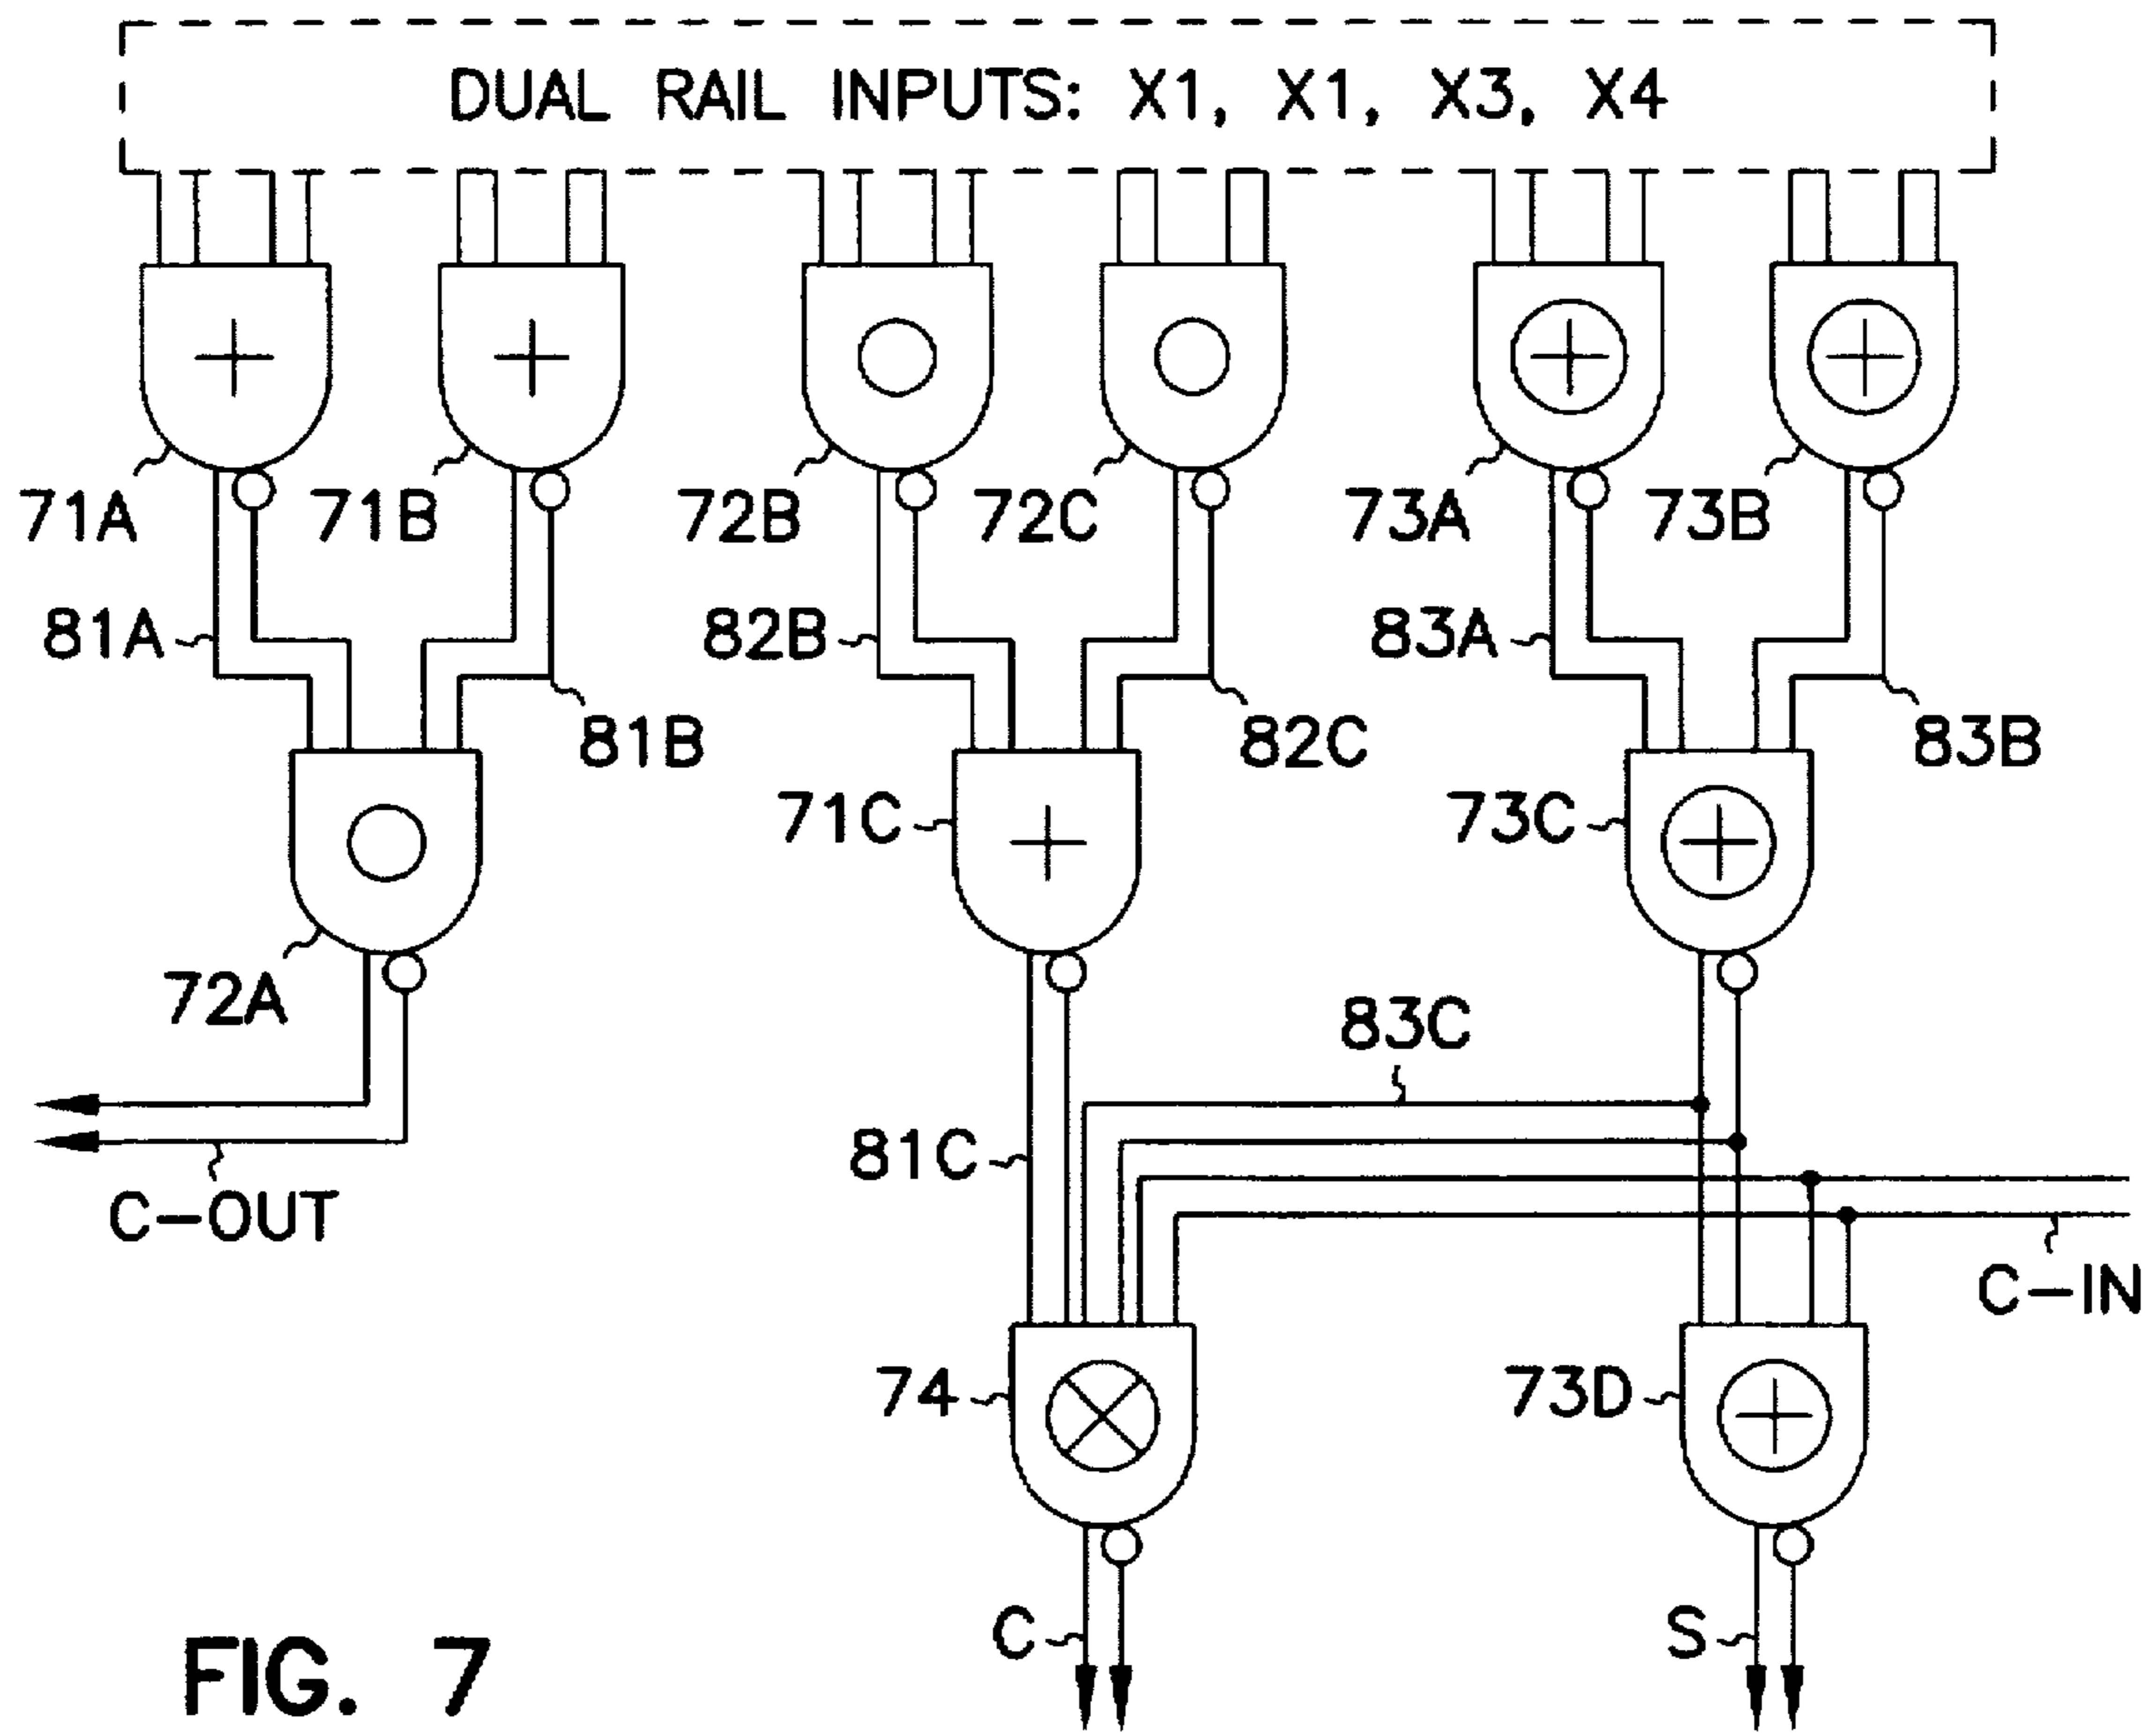 DUAL RAIL INPUTS: X1, X1, X3, X4
71A 71B 72B 72C 73A 73B
81A 82B 83A
81B 82C 83B
71C 73C
72A
83C
81C
C-OUT
C-IN
74 73D
C S
FIG. 7